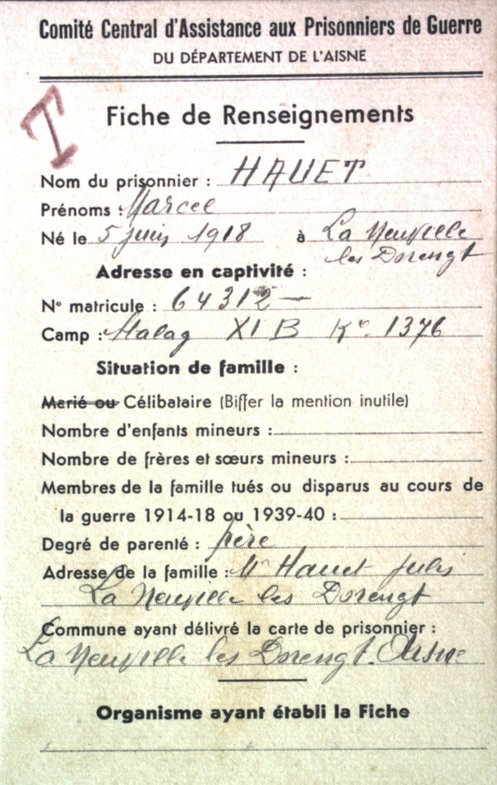 Comité Central d'Assistance aux Prisonniers de Guerre
DU DÉPARTEMENT DE L'AISNE
T
Fiche de Renseignements
Nom du prisonnier : HAUET
Prénoms : Marcel
Né le 5 juin 1918 à La Neuville
les Dorengt
Adresse en captivité :
N° matricule : 64312 —
Camp : Stalag XI B Kº 1376
Situation de famille :
Marié ou Célibataire (Biffer la mention inutile)
Nombre d'enfants mineurs :
Nombre de frères et sœurs mineurs :
Membres de la famille tués ou disparus au cours de
la guerre 1914-18 ou 1939-40 :
Degré de parenté : père
Adresse de la famille : Mr Hauet Jules
La Neuville les Dorengt
Commune ayant délivré la carte de prisonnier :
La Neuville les Dorengt Aisne
Organisme ayant établi la Fiche